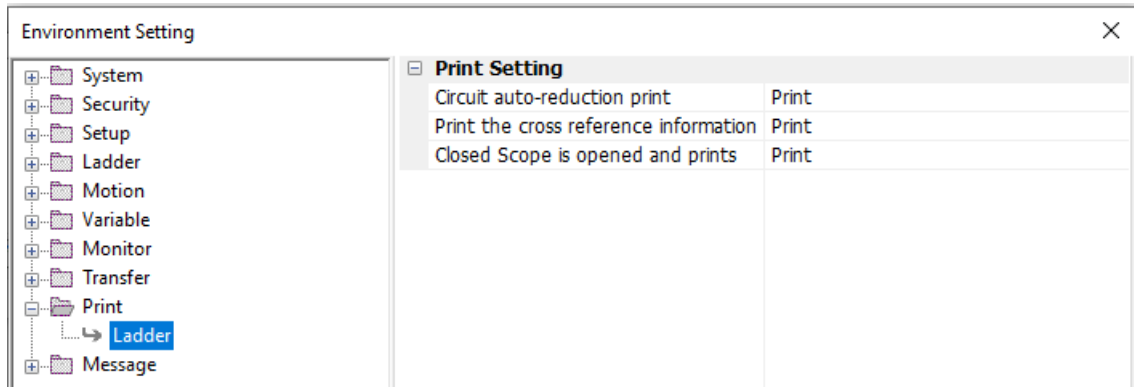 Environment Setting
System
Security
Setup
Ladder
Motion
Variable
Monitor
Transfer
Print
Ladder
Message
Print Setting
Circuit auto-reduction print Print
Print the cross reference information Print
Closed Scope is opened and prints Print